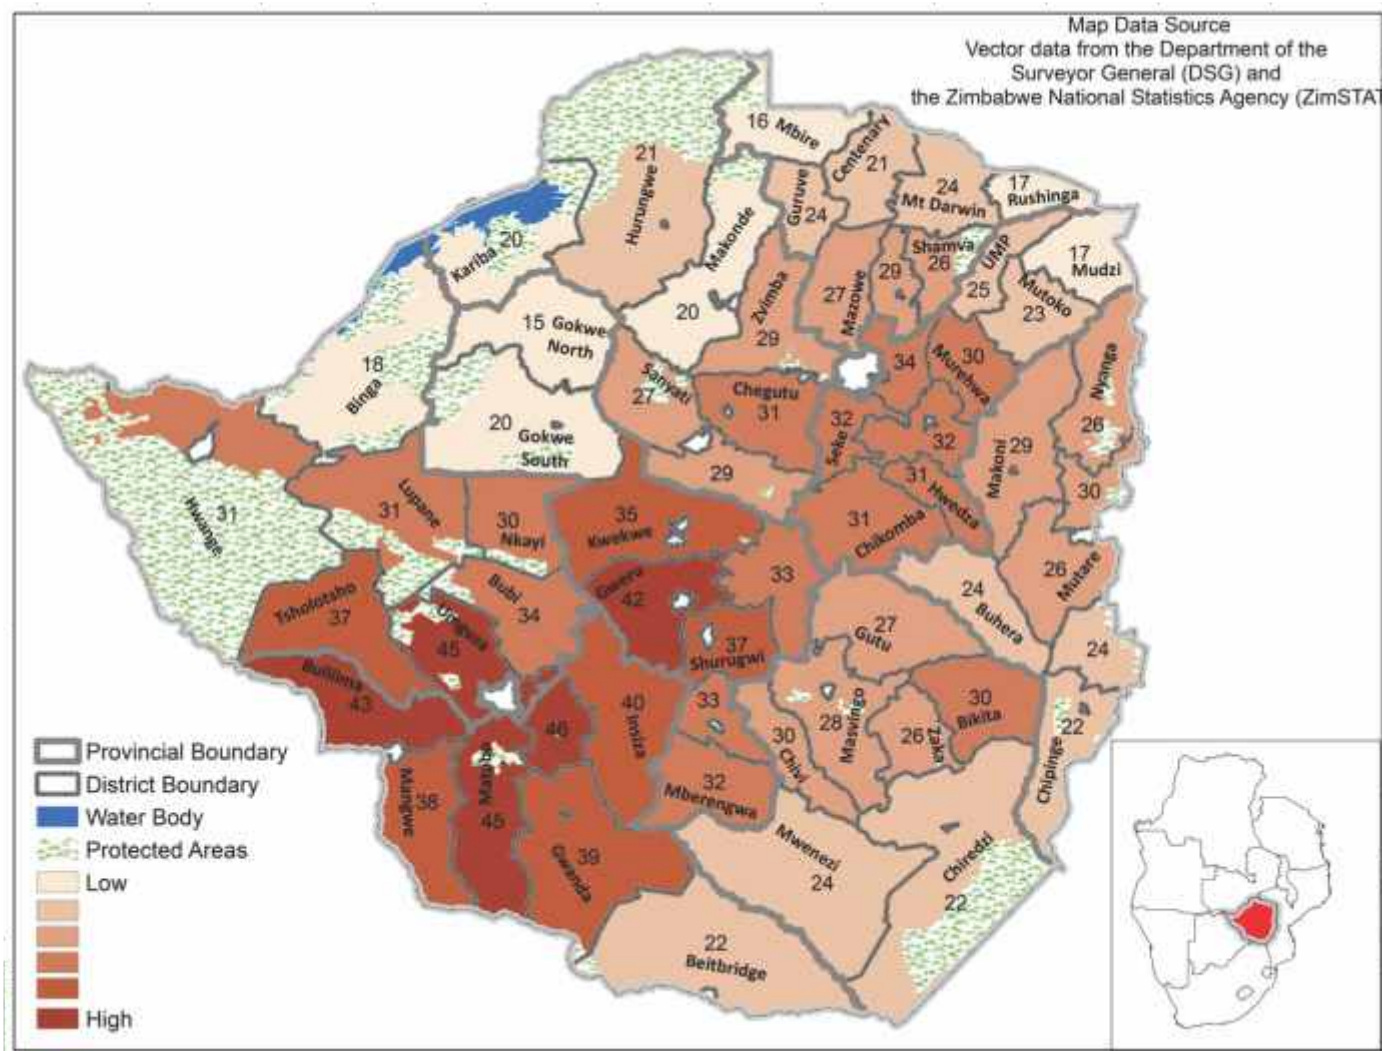 Map Data Source
Vector data from the Department of the
Surveyor General (DSG) and
the Zimbabwe National Statistics Agency (ZimSTAT
16 Mbire
Centenary
21
21
Hurungwe
24
Mt Darwin
17
Rushinga
Guruve
24
Makonde
20
Kariba
20
Shamva
26
29
UMP
25
17
Mudzi
Mutoko
23
Zvimba
29
27
Mazowe
15 Gokwe
North
18
Binga
34
30
Murehwa
Nyanga
26
Sanyati
27
Chegutu
31
20
Gokwe
South
32
Seke
32
29
Makoni
29
30
31
Hwedza
31
Hwange
31
Lupane
30
Nkayi
35
Kwekwe
31
Chikomba
33
26
Mutare
24
Buhera
Gweru
42
Bubi
34
Tsholotsho
37
Umguza
45
27
Gutu
37
Shurugwi
24
Bulilima
43
40
Insiza
33
46
28
Masvingo
30
Bikita
22
Chipinge
26
Zaka
30
Chivi
Matobo
45
Mangwe
38
32
Mberengwa
39
Gwanda
Mwenezi
24
Chiredzi
22
22
Beitbridge
Provincial Boundary
District Boundary
Water Body
Protected Areas
Low
High